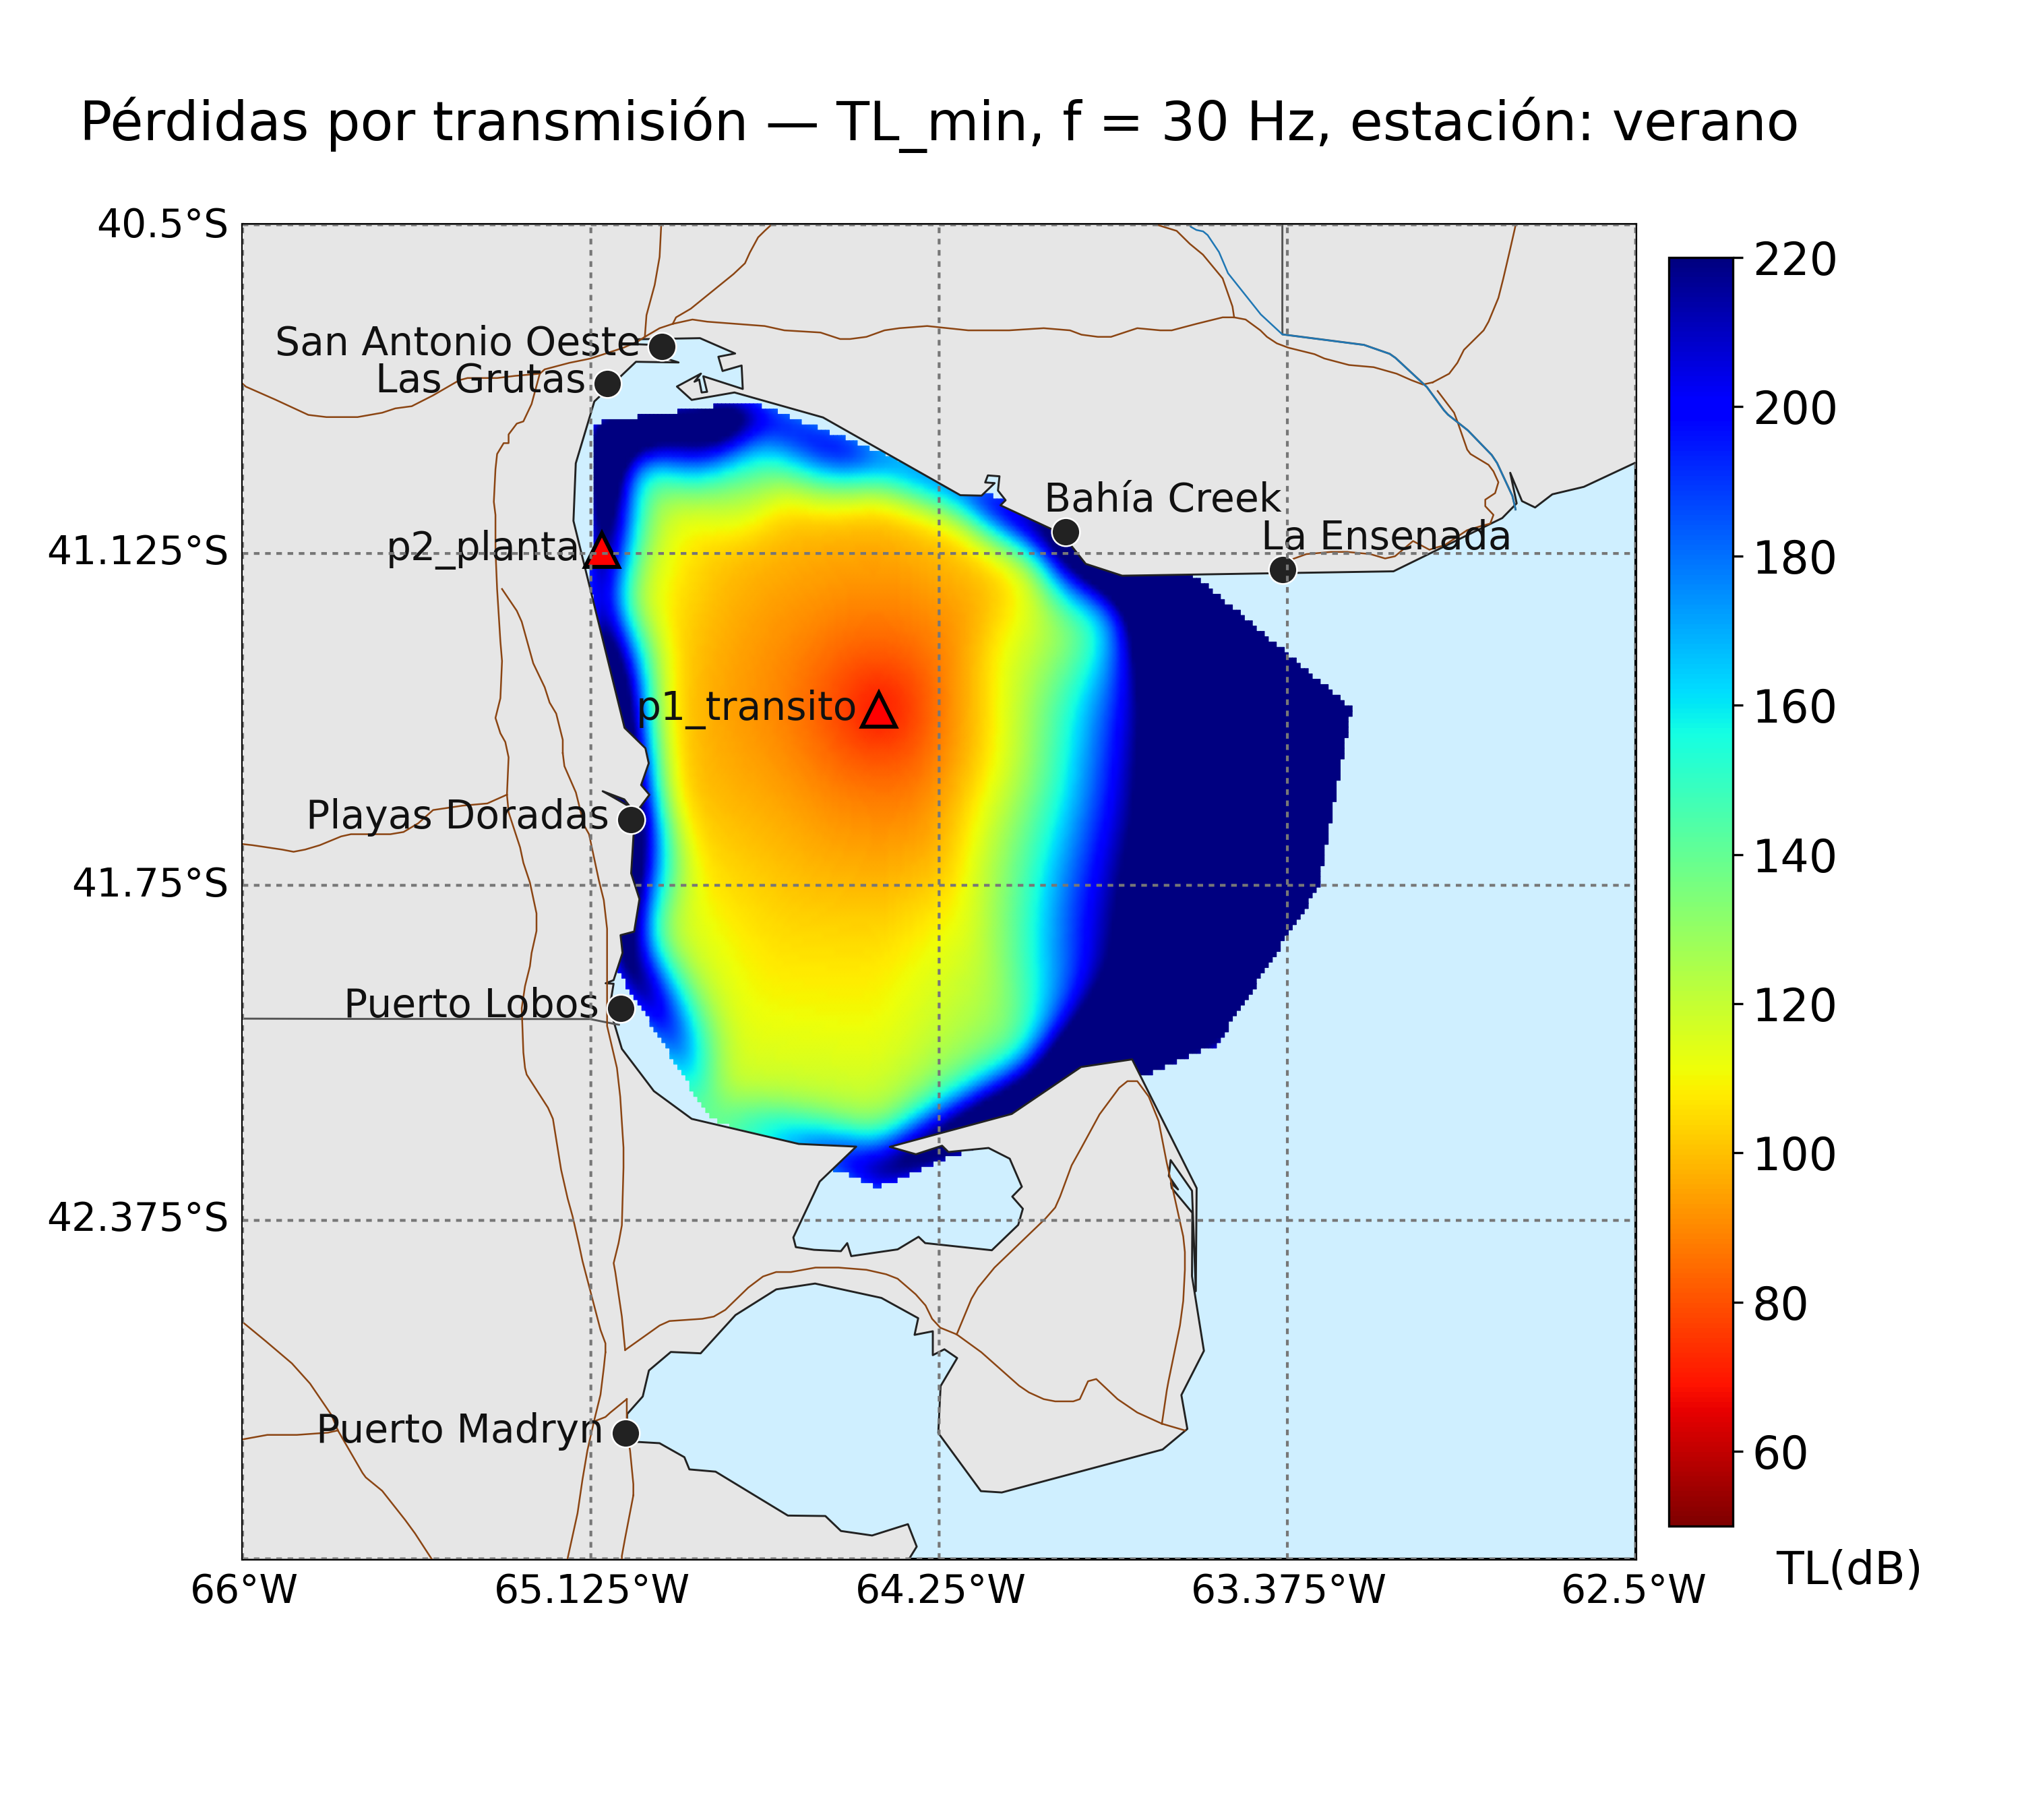 Pérdidas por transmisión — TL_min, f = 30 Hz, estación: verano
40.5°S
41.125°S
41.75°S
42.375°S
San Antonio Oeste
Las Grutas
Bahía Creek
La Ensenada
p2_planta
p1_transito
Playas Doradas
Puerto Lobos
Puerto Madryn
66°W
65.125°W
64.25°W
63.375°W
62.5°W
220
200
180
160
140
120
100
80
60
TL(dB)